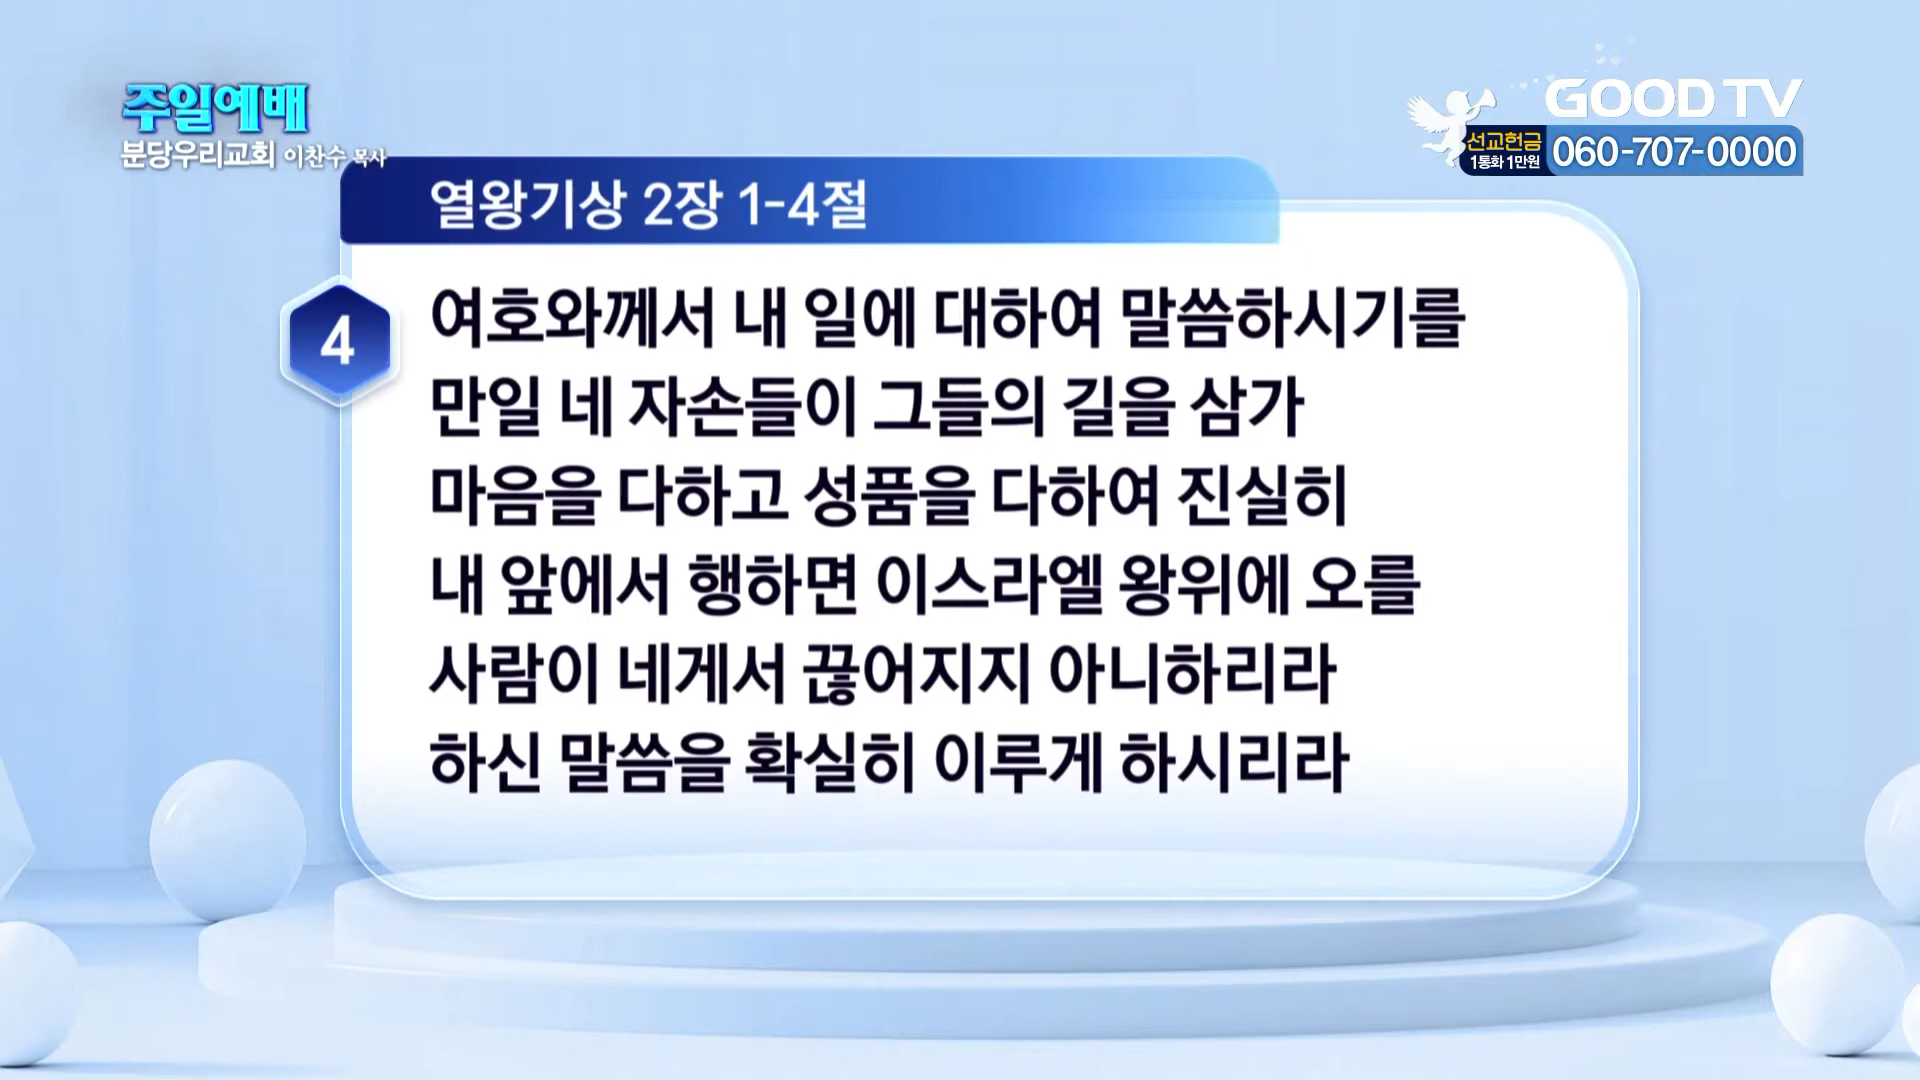 주일예배
분당우리교회 이찬수 목사
GOOD TV
선교헌금
1통화 1만원
060-707-0000
열왕기상 2장 1-4절
4
여호와께서 내 일에 대하여 말씀하시기를
만일 네 자손들이 그들의 길을 삼가
마음을 다하고 성품을 다하여 진실히
내 앞에서 행하면 이스라엘 왕위에 오를
사람이 네게서 끊어지지 아니하리라
하신 말씀을 확실히 이루게 하시리라